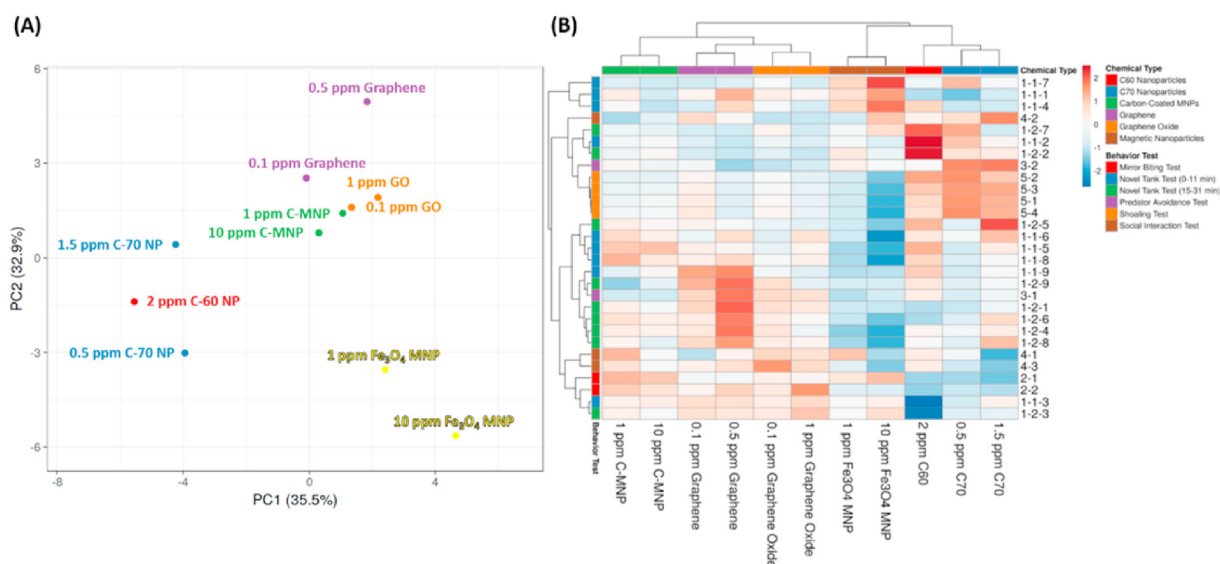 (A)
6
3
0
-3
-6
PC2 (32.9%)
0.5 ppm Graphene
0.1 ppm Graphene
1 ppm GO
0.1 ppm GO
1 ppm C-MNP
10 ppm C-MNP
1.5 ppm C-70 NP
2 ppm C-60 NP
0.5 ppm C-70 NP
1 ppm Fe3O4 MNP
10 ppm Fe3O4 MNP
-8
-4
0
4
PC1 (35.5%)
(B)
Chemical Type
1-1-7
1-1-1
1-1-4
4-2
1-2-7
1-1-2
1-2-2
3-2
5-2
5-3
5-1
5-4
1-2-5
1-1-6
1-1-5
1-1-8
1-1-9
1-2-9
3-1
1-2-1
1-2-6
1-2-4
1-2-8
4-1
4-3
2-1
2-2
1-1-3
1-2-3
Behavior Test
1 ppm C-MNP
10 ppm C-MNP
0.1 ppm Graphene
0.5 ppm Graphene
0.1 ppm Graphene Oxide
1 ppm Graphene Oxide
1 ppm Fe3O4 MNP
10 ppm Fe3O4 MNP
2 ppm C60
0.5 ppm C70
1.5 ppm C70
2
1
0
-1
-2
Chemical Type
C60 Nanoparticles
C70 Nanoparticles
Carbon-Coated MNPs
Graphene
Graphene Oxide
Magnetic Nanoparticles
Behavior Test
Mirror Biting Test
Novel Tank Test (0-11 min)
Novel Tank Test (15-31 min)
Predator Avoidance Test
Shoaling Test
Social Interaction Test